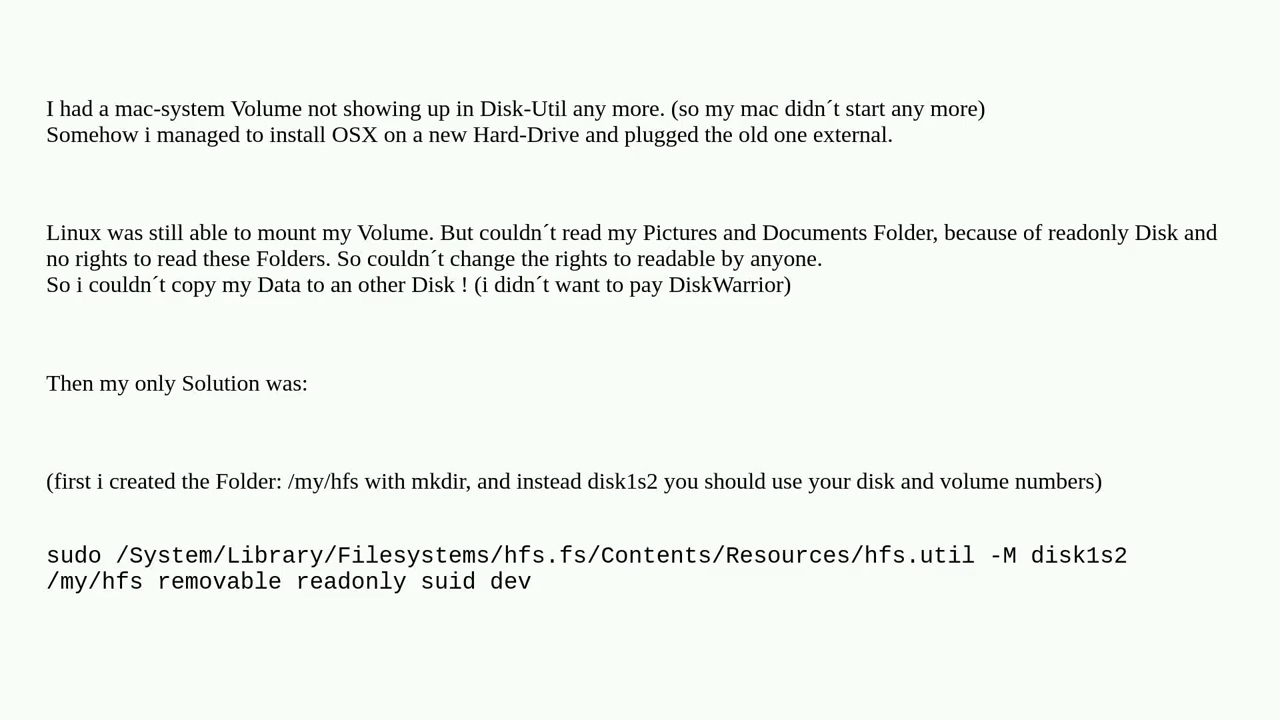 I had a mac-system Volume not showing up in Disk-Util any more. (so my mac didn´t start any more)
Somehow i managed to install OSX on a new Hard-Drive and plugged the old one external.
Linux was still able to mount my Volume. But couldn´t read my Pictures and Documents Folder, because of readonly Disk and
no rights to read these Folders. So couldn´t change the rights to readable by anyone.
So i couldn´t copy my Data to an other Disk ! (i didn´t want to pay DiskWarrior)
Then my only Solution was:
(first i created the Folder: /my/hfs with mkdir, and instead disk1s2 you should use your disk and volume numbers)
sudo /System/Library/Filesystems/hfs.fs/Contents/Resources/hfs.util -M disk1s2
/my/hfs removable readonly suid dev